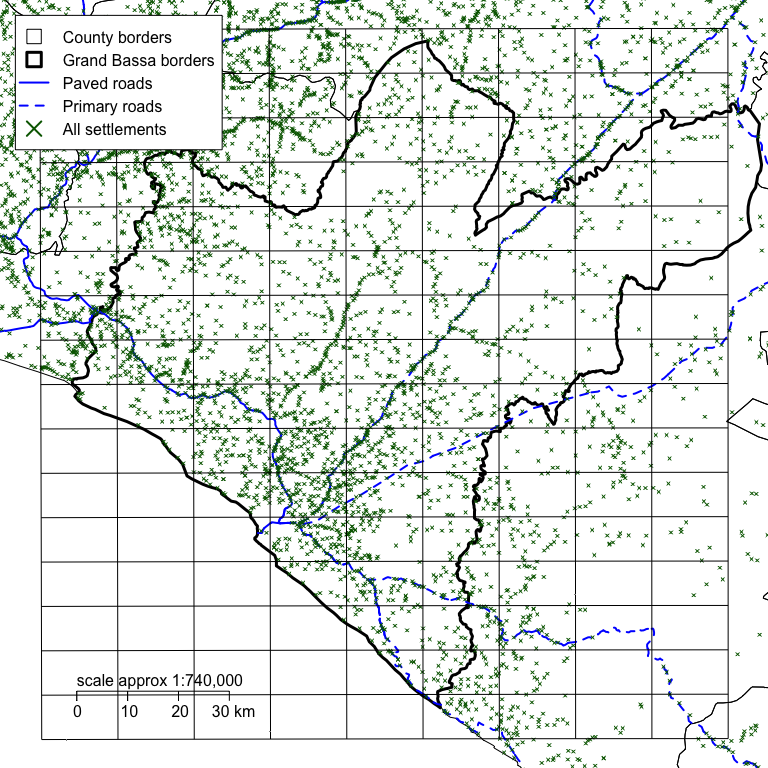 County borders
Grand Bassa borders
Paved roads
Primary roads
All settlements
scale approx 1:740,000
0 10 20 30 km